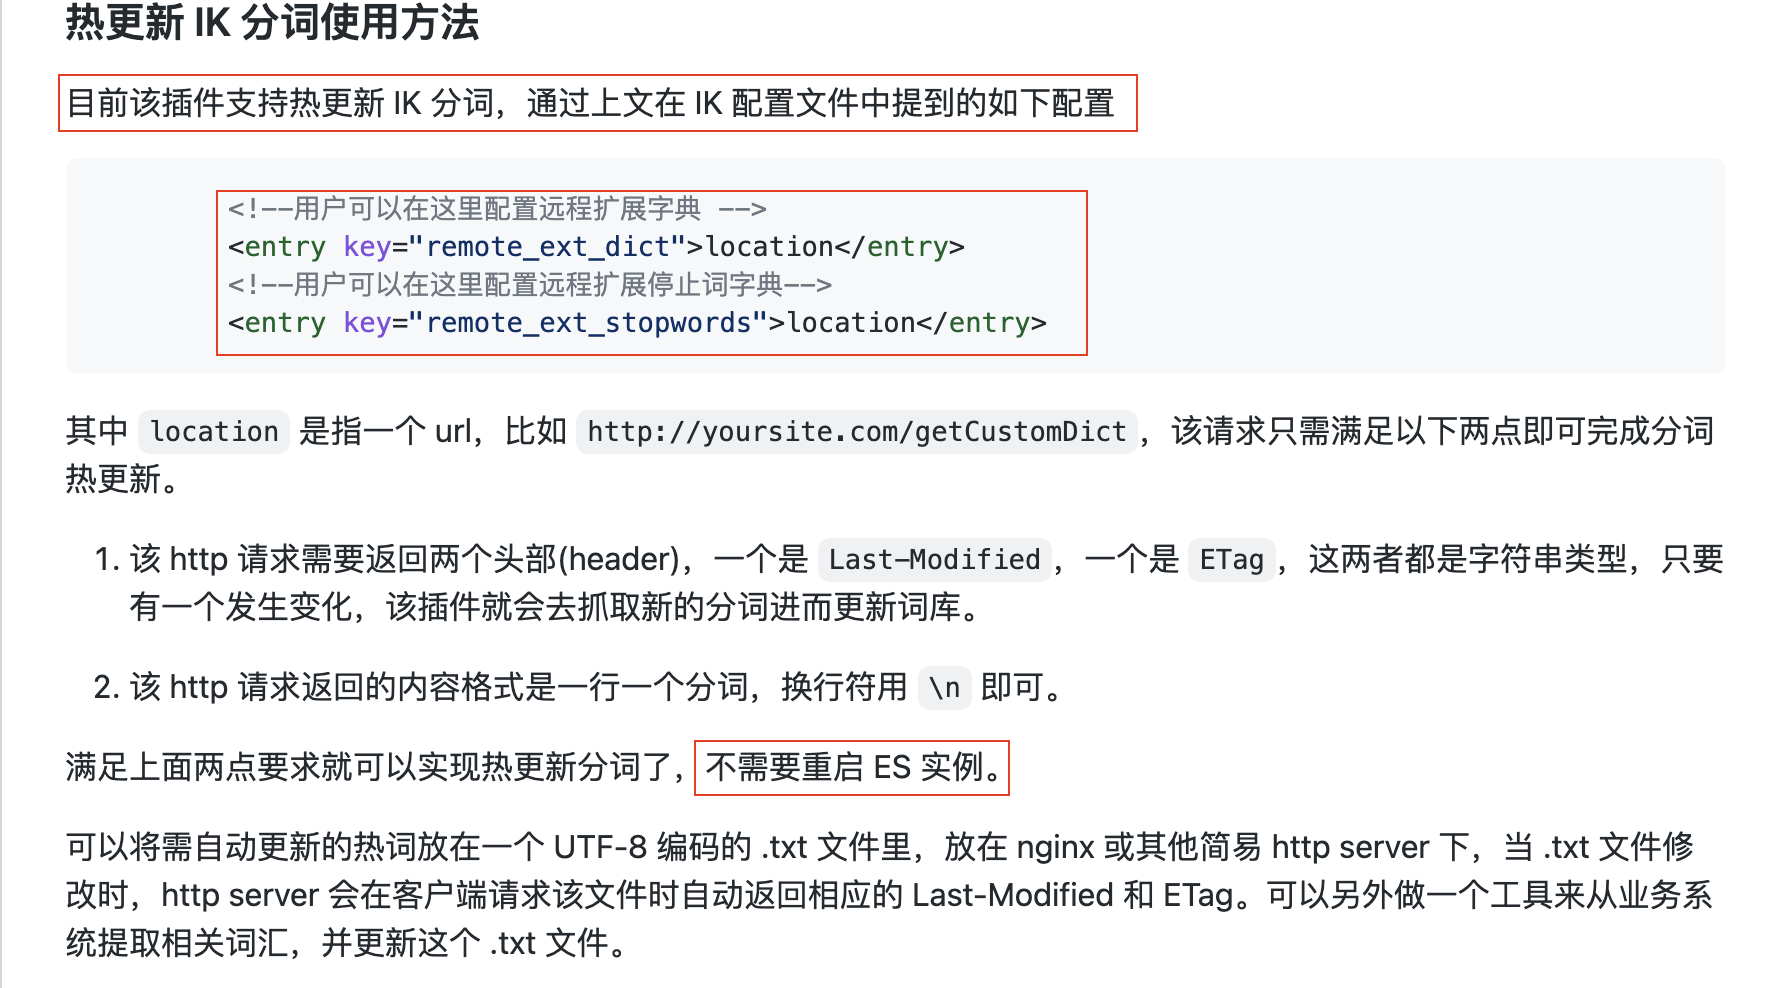 热更新 IK 分词使用方法
目前该插件支持热更新 IK 分词，通过上文在 IK 配置文件中提到的如下配置
<!--用户可以在这里配置远程扩展字典 -->
<entry key="remote_ext_dict">location</entry>
<!--用户可以在这里配置远程扩展停止词字典-->
<entry key="remote_ext_stopwords">location</entry>
其中 location 是指一个 url，比如 http://yoursite.com/getCustomDict，该请求只需满足以下两点即可完成分词
热更新。
1. 该 http 请求需要返回两个头部(header)，一个是 Last-Modified，一个是 ETag，这两者都是字符串类型，只要
有一个发生变化，该插件就会去抓取新的分词进而更新词库。
2. 该 http 请求返回的内容格式是一行一个分词，换行符用 \n 即可。
满足上面两点要求就可以实现热更新分词了，不需要重启 ES 实例。
可以将需自动更新的热词放在一个 UTF-8 编码的 .txt 文件里，放在 nginx 或其他简易 http server 下，当 .txt 文件修
改时，http server 会在客户端请求该文件时自动返回相应的 Last-Modified 和 ETag。可以另外做一个工具来从业务系
统提取相关词汇，并更新这个 .txt 文件。